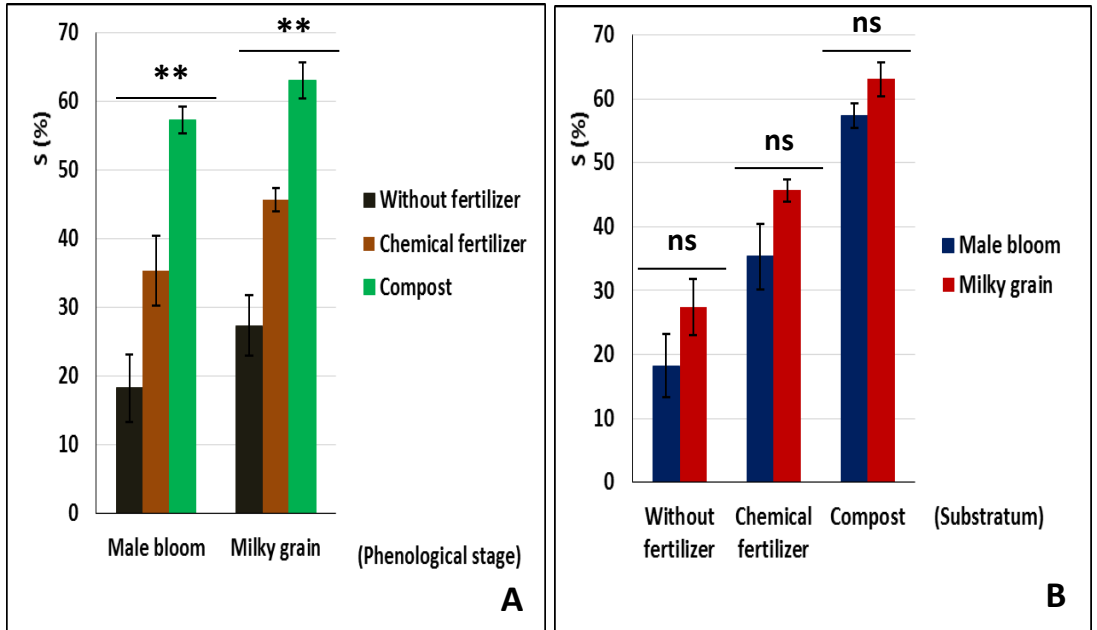 70
60
50
40
30
20
10
0
S (%)
**
**
Without fertilizer
Chemical fertilizer
Compost
Male bloom
Milky grain
(Phenological stage)
A
70
60
50
40
30
20
10
0
S (%)
ns
ns
ns
Male bloom
Milky grain
Without
fertilizer
Chemical
fertilizer
Compost
(Substratum)
B